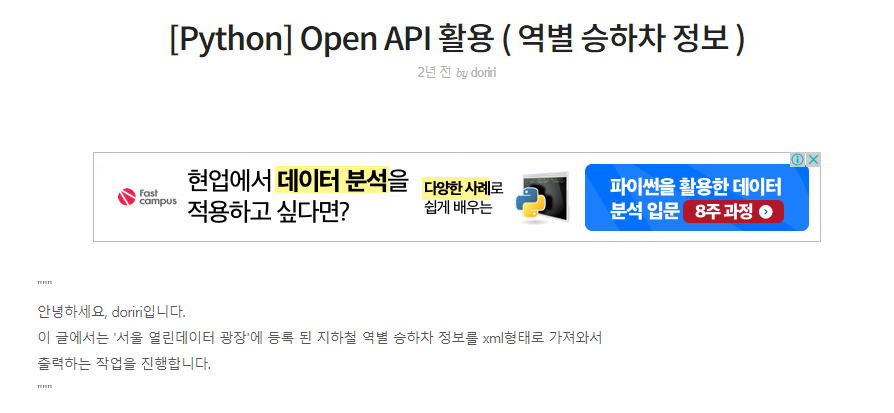 [Python] Open API 활용 ( 역별 승하차 정보 )
2년 전 by doriri
Fast campus
현업에서 데이터 분석을
적용하고 싶다면?
다양한 사례로
쉽게 배우는
파이썬을 활용한 데이터
분석 입문 8주 과정
"""
안녕하세요, doriri입니다.
이 글에서는 '서울 열린데이터 광장'에 등록 된 지하철 역별 승하차 정보를 xml형태로 가져와서
출력하는 작업을 진행합니다.
"""